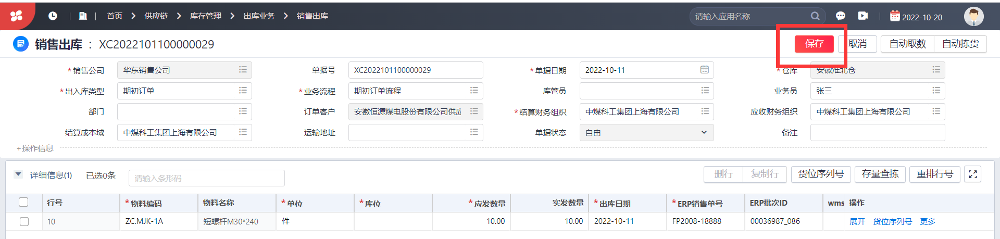 首页 > 供应链 > 库存管理 > 出库业务 > 销售出库 请输入应用名称 2022-10-20
销售出库 : XC2022101100000029 保存 取消 自动取数 自动拣货
*销售公司 华东销售公司 单据号 XC2022101100000029 *单据日期 2022-10-11 *仓库 安徽淮北仓
*出入库类型 期初订单 *业务流程 期初订单流程 库管员 业务员 张三
部门 订单客户 安徽恒源煤电股份有限公司供应 *结算财务组织 中煤科工集团上海有限公司 应收财务组织 中煤科工集团上海有限公司
结算成本域 中煤科工集团上海有限公司 运输地址 单据状态 自由 备注
+操作信息
详细信息(1) 已选0条 请输入条形码 删行 复制行 货位序列号 存量查拣 重排行号
行号 *物料编码 物料名称 *单位 *库位 *应发数量 实发数量 *出库日期 *ERP销售单号 ERP批次ID wms 操作
10 ZC.MJK-1A 短螺杆M30*240 件 10.00 10.00 2022-10-11 FP2008-18888 00036987_086 展开 货位序列号 更多